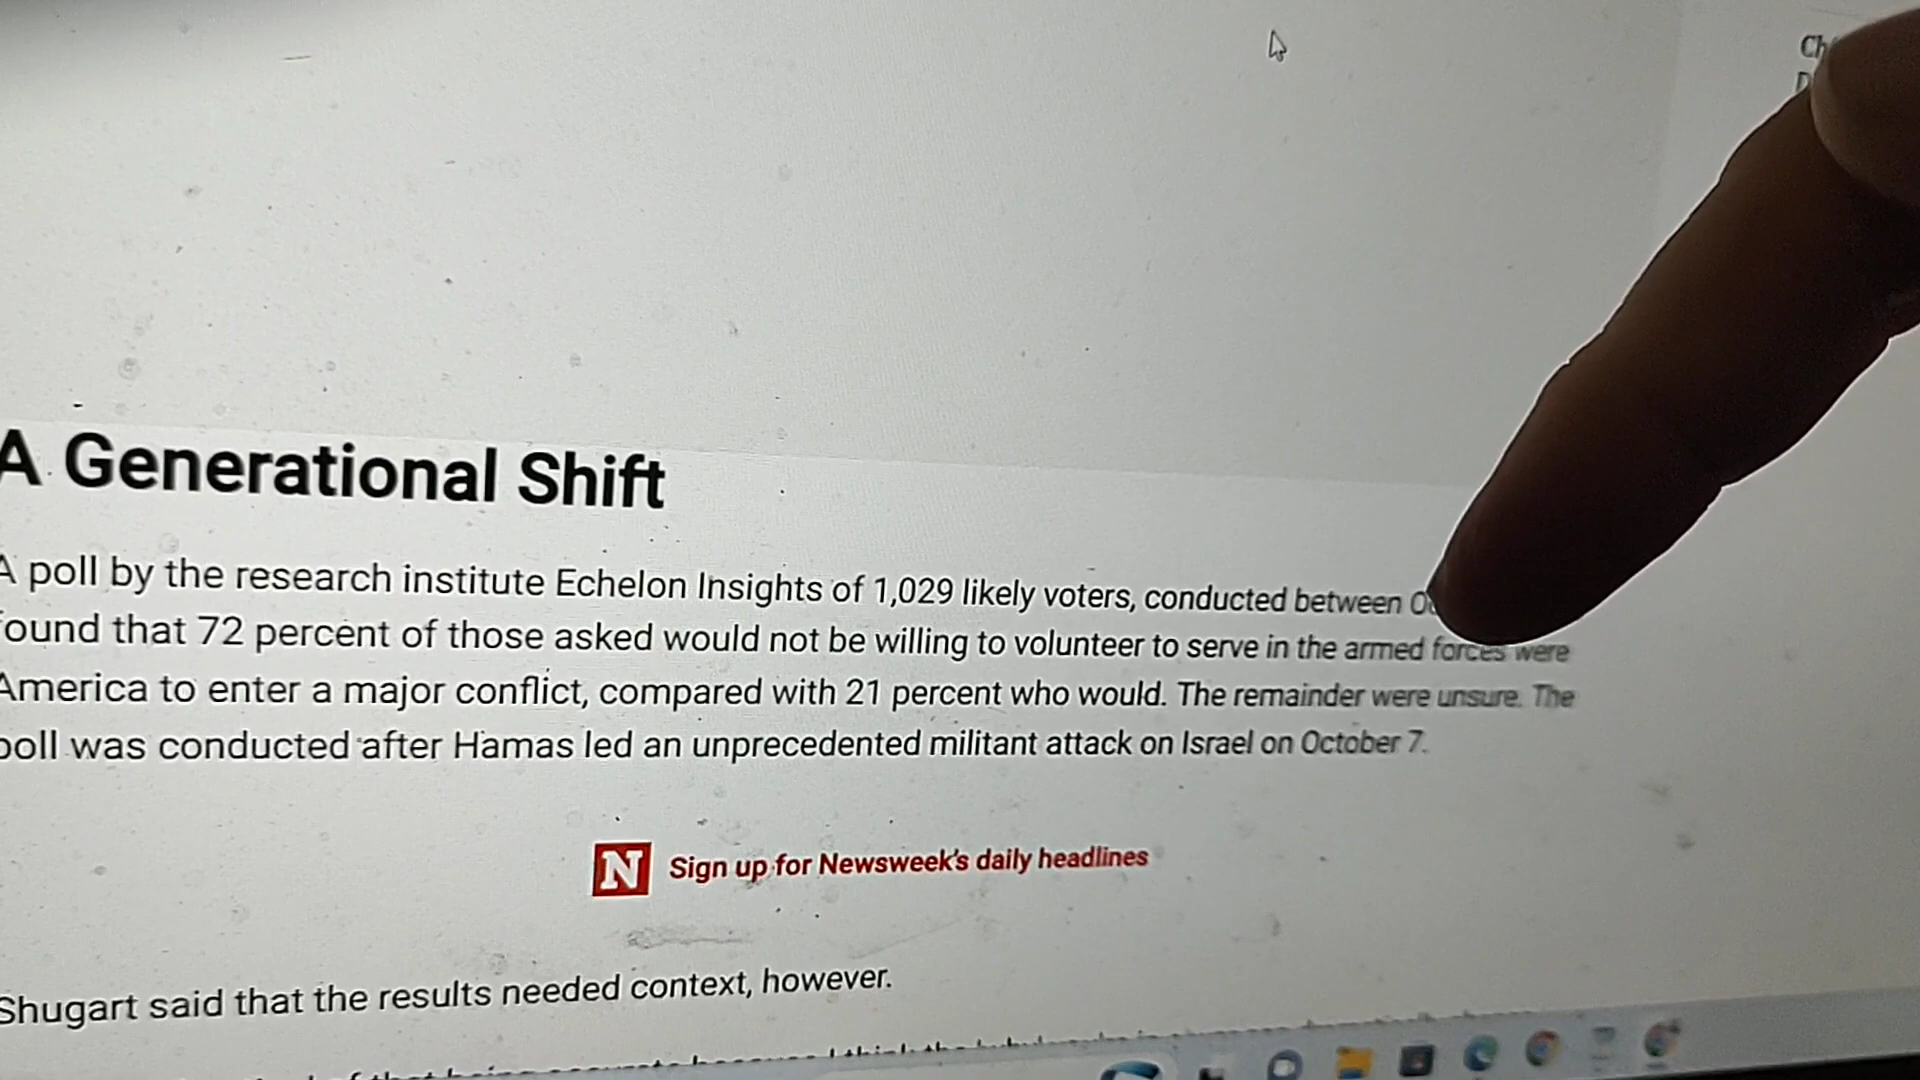 Ch
D
A Generational Shift
A poll by the research institute Echelon Insights of 1,029 likely voters, conducted between
found that 72 percent of those asked would not be willing to volunteer to serve in the armed forces were
America to enter a major conflict, compared with 21 percent who would. The remainder were unsure. The
poll was conducted after Hamas led an unprecedented militant attack on Israel on October 7.
N Sign up for Newsweek's daily headlines
Shugart said that the results needed context, however.